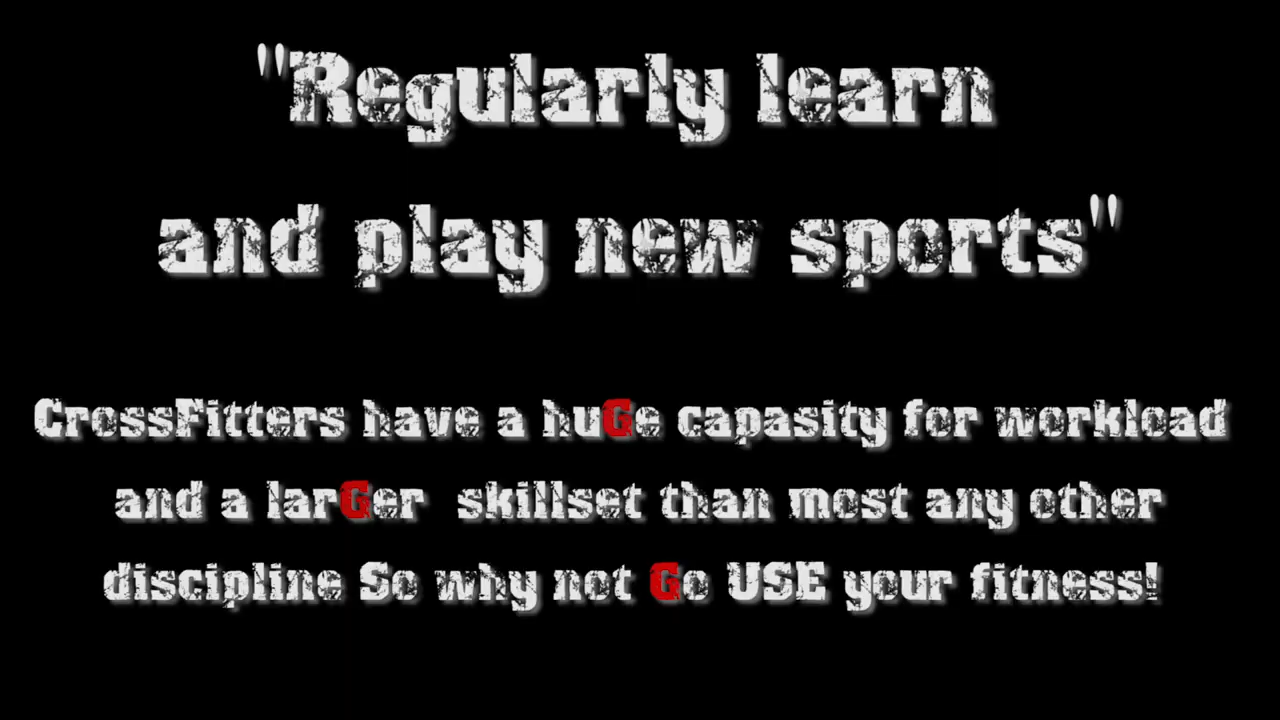 "Regularly learn
and play new sports"
CrossFitters have a huGe capasity for workload
and a larGer skillset than most any other
discipline So why not Go USE your fitness!